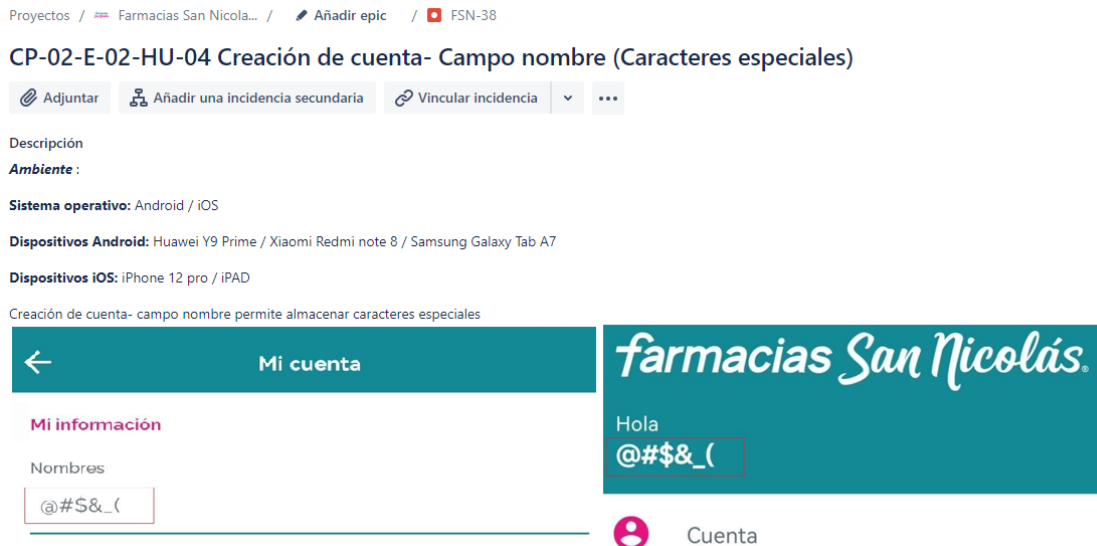 Proyectos / Farmacias San Nicola... / Añadir epic / FSN-38
CP-02-E-02-HU-04 Creación de cuenta- Campo nombre (Caracteres especiales)
Adjuntar Añadir una incidencia secundaria Vincular incidencia
Descripción
Ambiente :
Sistema operativo: Android / iOS
Dispositivos Android: Huawei Y9 Prime / Xiaomi Redmi note 8 / Samsung Galaxy Tab A7
Dispositivos iOS: iPhone 12 pro / iPAD
Creación de cuenta- campo nombre permite almacenar caracteres especiales
Mi cuenta
Mi información
Nombres
@#$&_(
farmacias San Nicolás®
Hola
@#$&_(
Cuenta